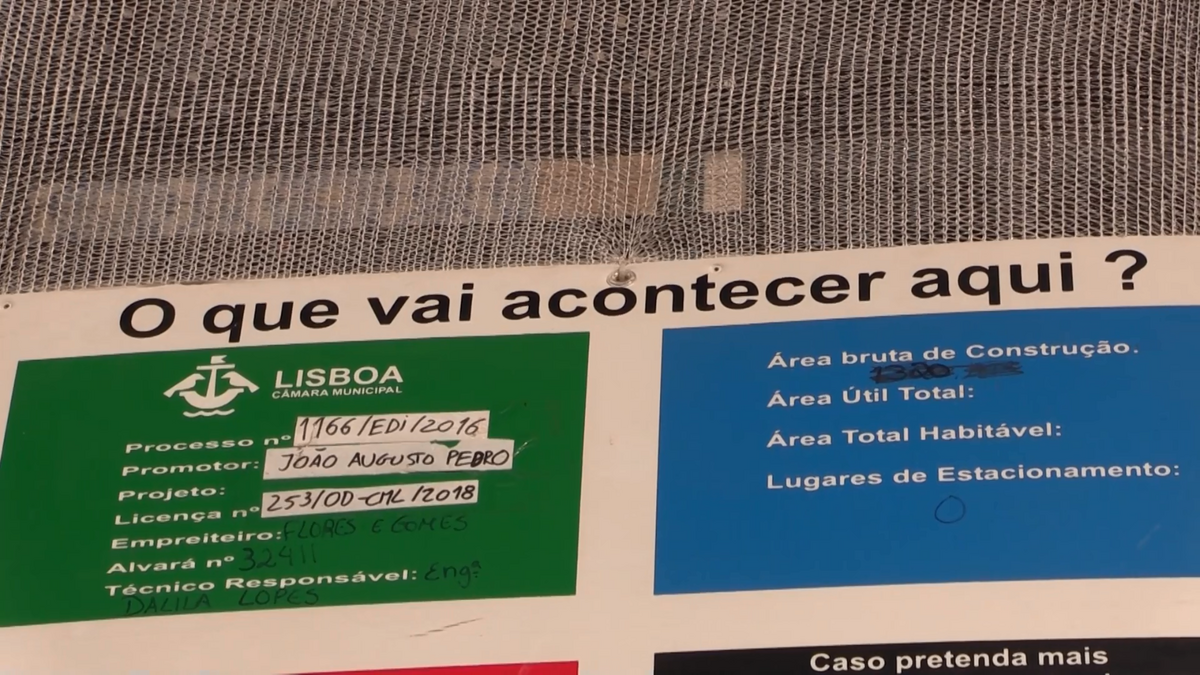 O que vai acontecer aqui ?
LISBOA
CÂMARA MUNICIPAL
Processo nº 1166/EDI/2016
Promotor: JOÃO AUGUSTO PEDRO
Projeto:
Licença nº 253/OD-CML/2018
Empreiteiro: FLORES E GOMES
Alvará nº 32411
Técnico Responsável: Engª
DALILA LOPES
Área bruta de Construção.
Área Útil Total:
Área Total Habitável:
Lugares de Estacionamento:
0
Caso pretenda mais